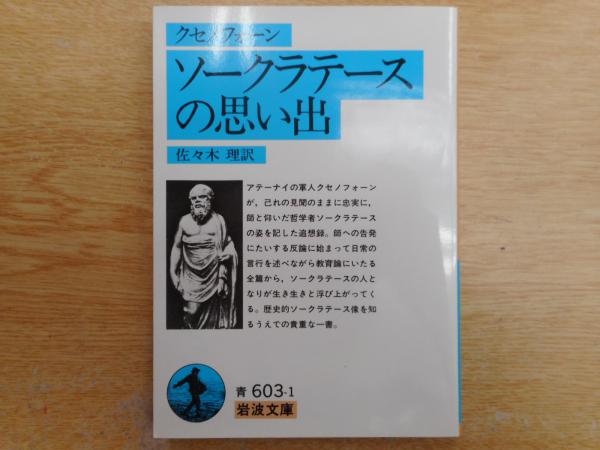 クセノフォーン
ソークラテース
の思い出
佐々木 理訳
アテーナイの軍人クセノフォーン
が，己れの見聞のままに忠実に，
師と仰いだ哲学者ソークラテース
の姿を記した追想録。師への告発
にたいする反論に始まって日常の
言行を述べながら教育論にいたる
全篇から，ソークラテースの人と
なりが生き生きと浮び上がってく
る。歴史的ソークラテース像を知
るうえでの貴重な一書。
青 603-1
岩波文庫